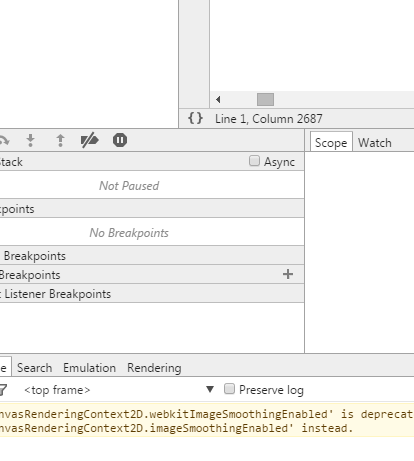 {} Line 1, Column 2687
Scope Watch
Stack Async
Not Paused
kpoints
No Breakpoints
Breakpoints
Breakpoints +
t Listener Breakpoints
e Search Emulation Rendering
<top frame> ▼ Preserve log
nvasRenderingContext2D.webkitImageSmoothingEnabled' is deprecat
nvasRenderingContext2D.imageSmoothingEnabled' instead.